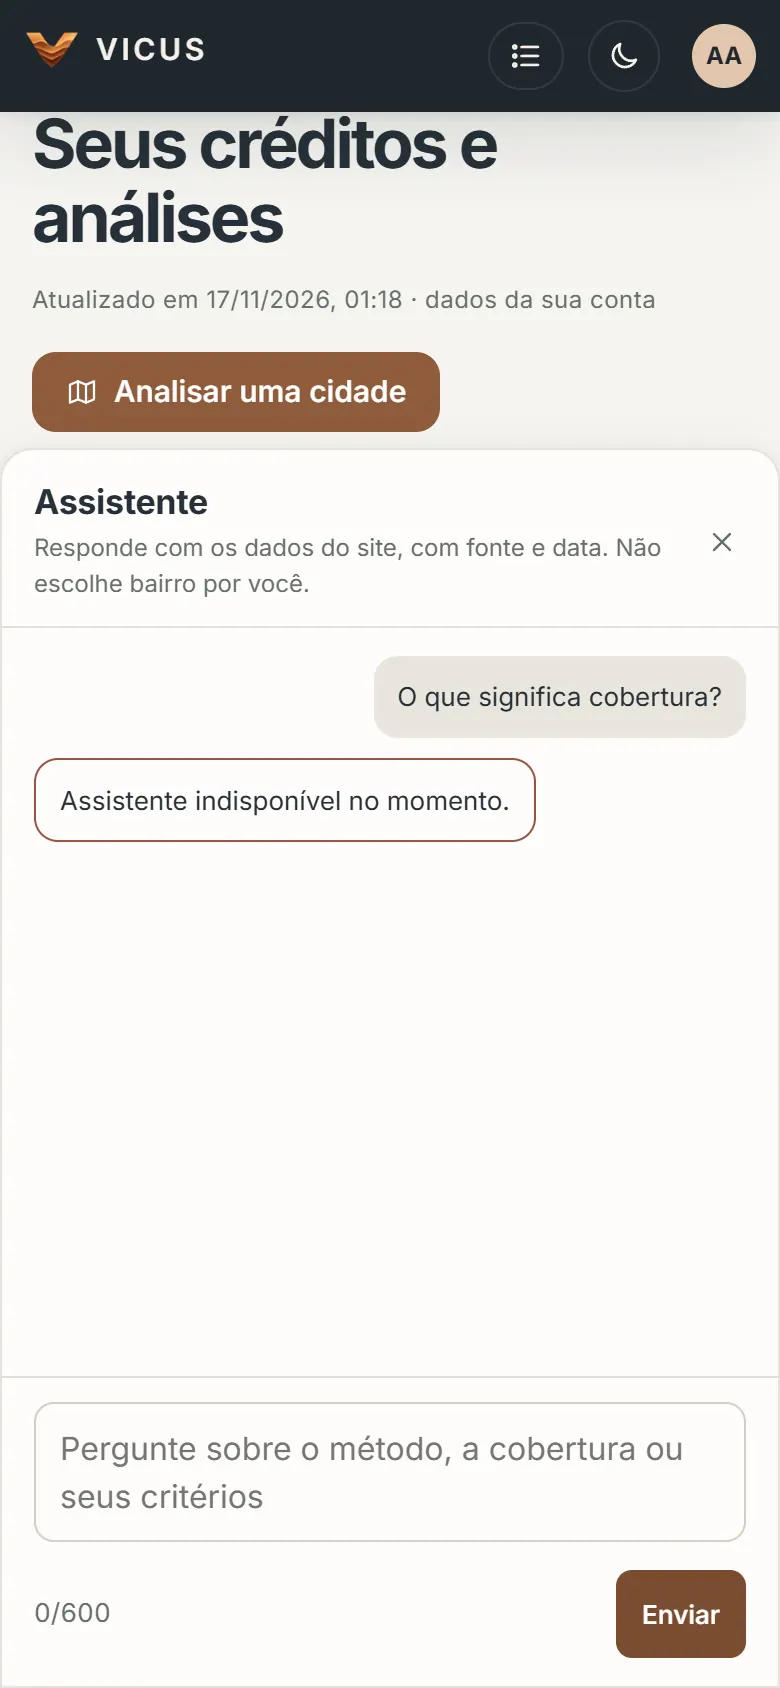 VICUS
AA
Seus créditos e
análises
Atualizado em 17/11/2026, 01:18 · dados da sua conta
Analisar uma cidade
Assistente
Responde com os dados do site, com fonte e data. Não
escolhe bairro por você.
O que significa cobertura?
Assistente indisponível no momento.
Pergunte sobre o método, a cobertura ou
seus critérios
0/600
Enviar